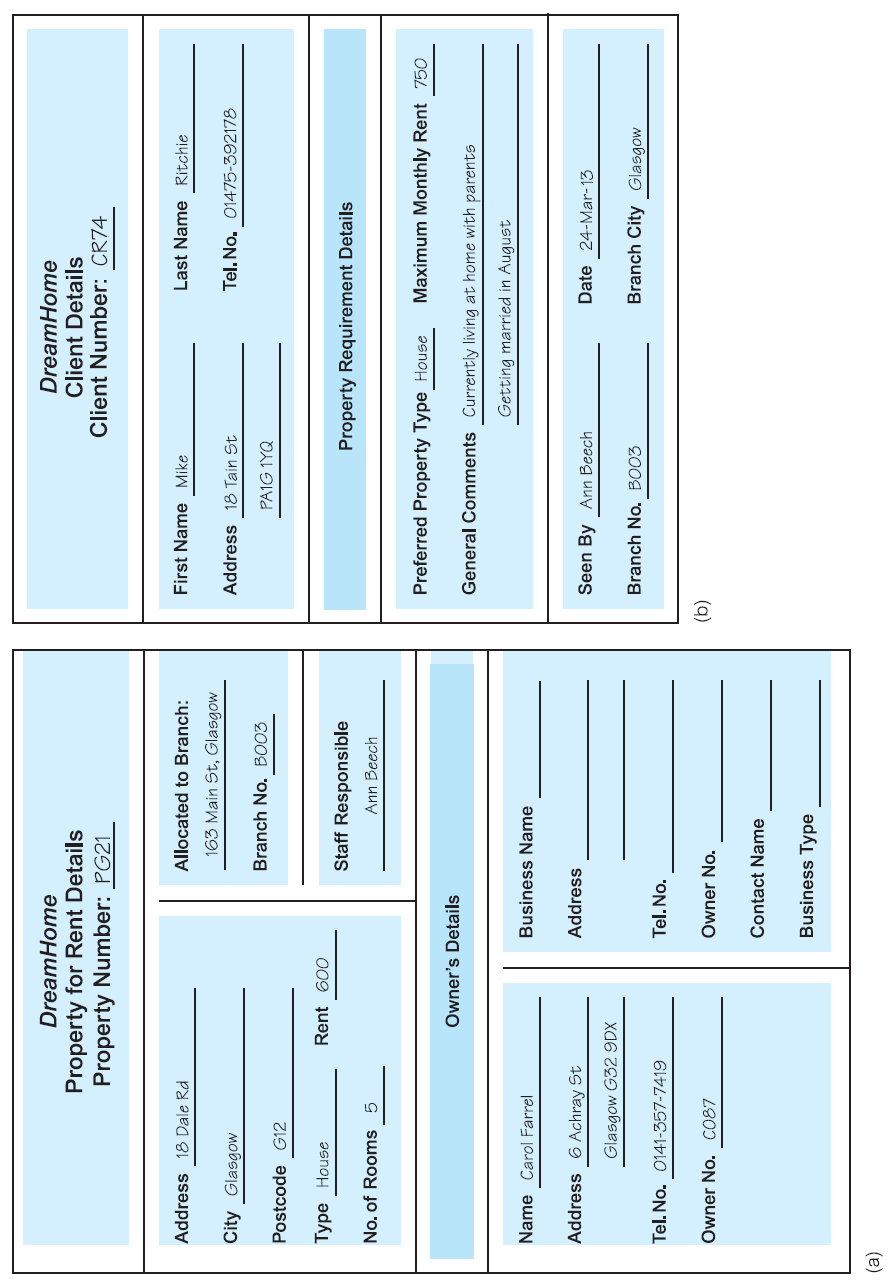 DreamHome
Property for Rent Details
Property Number: PG21
Address 18 Dale Rd
City Glasgow
Postcode G12
Type House Rent 600
No. of Rooms 5
Allocated to Branch:
163 Main St, Glasgow
Branch No. B003
Staff Responsible
Ann Beech
Owner's Details
Name Carol Farrel
Address 6 Achray St
Glasgow G32 9DX
Tel. No. 0141-357-7419
Owner No. CO87
Business Name
Address
Tel. No.
Owner No.
Contact Name
Business Type
(a)
DreamHome
Client Details
Client Number: CR74
First Name Mike Last Name Ritchie
Address 18 Tain St Tel. No. 01475-392178
PA1G 1YQ
Property Requirement Details
Preferred Property Type House Maximum Monthly Rent 750
General Comments Currently living at home with parents
Getting married in August
Seen By Ann Beech Date 24-Mar-13
Branch No. B003 Branch City Glasgow
(b)